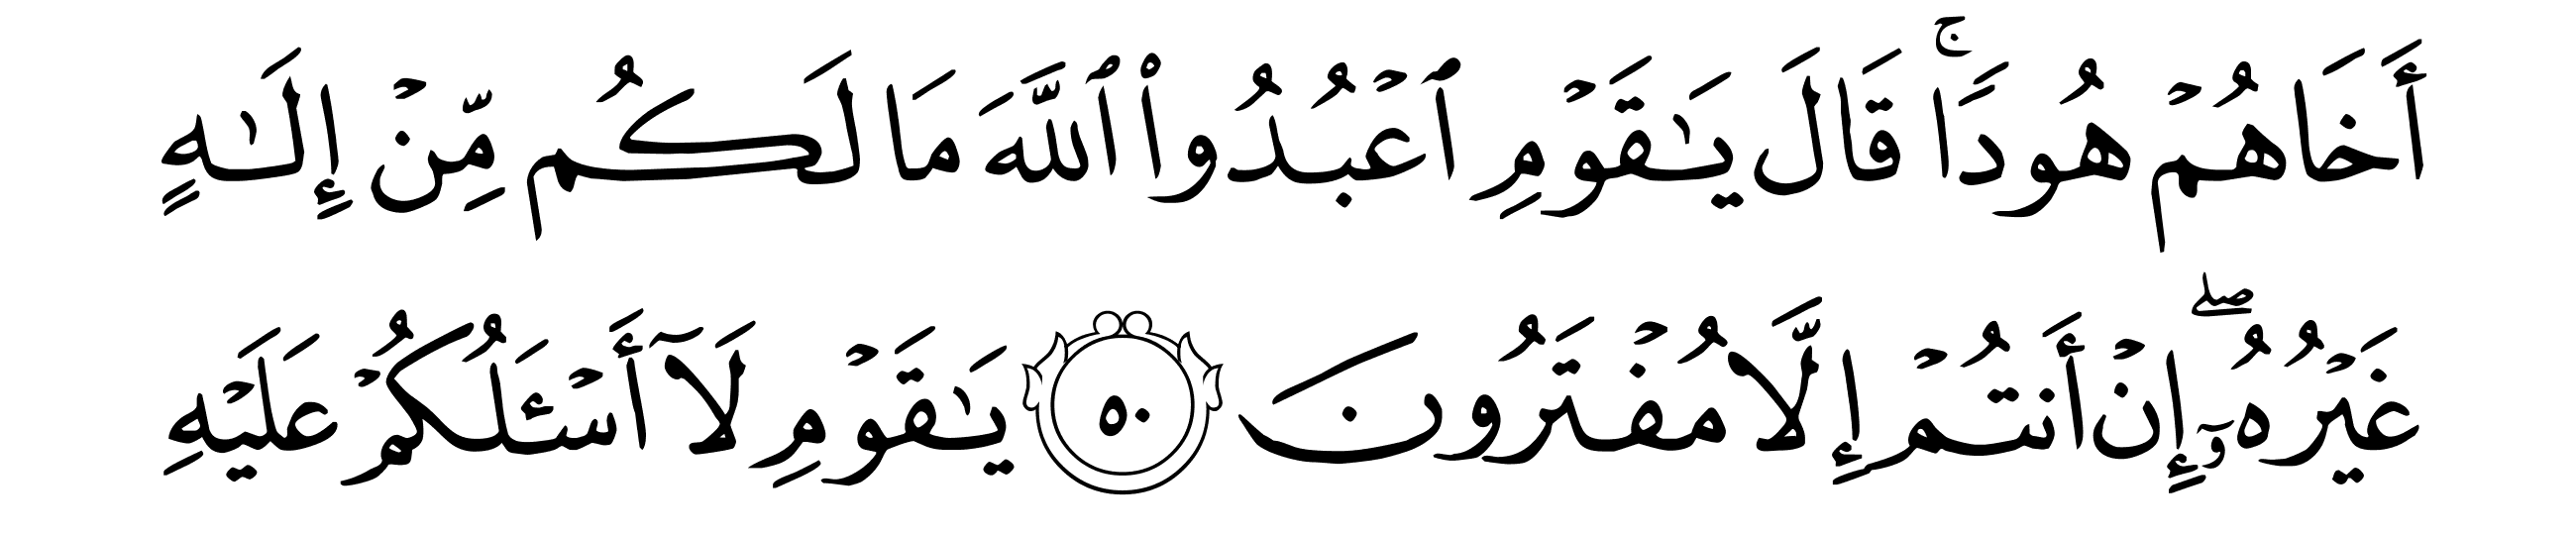 أَخَاهُمْ هُودًاۚ قَالَ يَـٰقَوْمِ ٱعْبُدُوا۟ ٱللَّهَ مَا لَكُم مِّنْ إِلَـٰهٍ
غَيْرُهُۥٓۖ إِنْ أَنتُمْ إِلَّا مُفْتَرُونَ ٥٠ يَـٰقَوْمِ لَآ أَسْـَٔلُكُمْ عَلَيْهِ